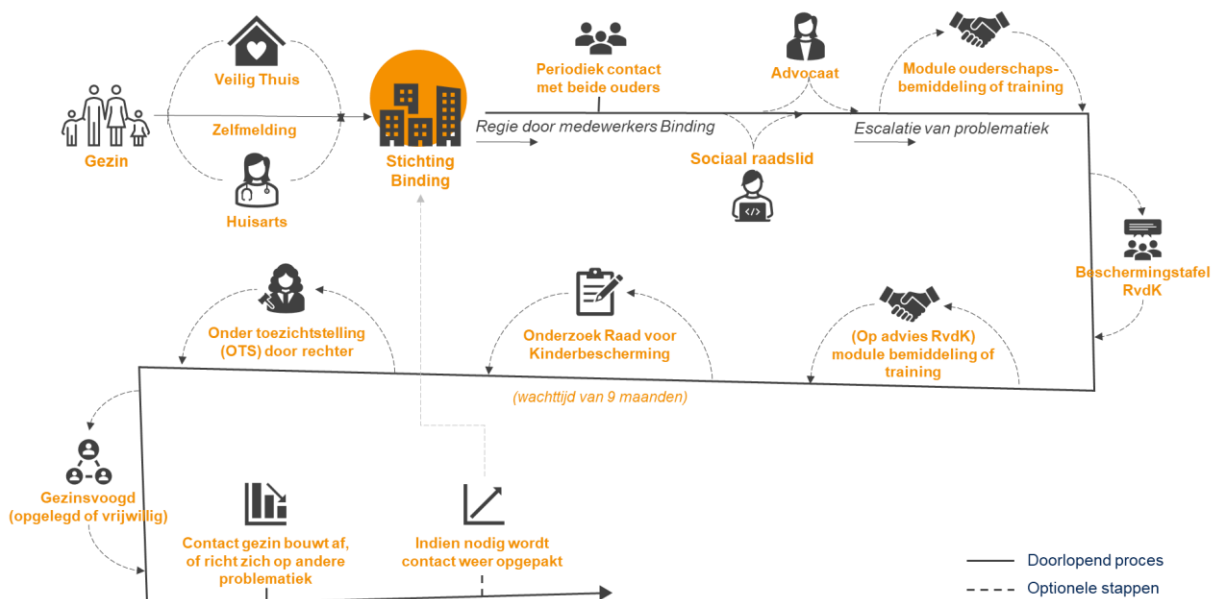 Veilig Thuis
Zelfmelding
Gezin
Huisarts
Stichting
Binding
Periodiek contact
met beide ouders
Regie door medewerkers Binding
Advocaat
Sociaal raadslid
</>
Module ouderschaps-
bemiddeling of training
Escalatie van problematiek
Beschermingstafel
RvdK
(Op advies RvdK)
module bemiddeling of
training
Onderzoek Raad voor
Kinderbescherming
(wachttijd van 9 maanden)
Onder toezichtstelling
(OTS) door rechter
Gezinsvoogd
(opgelegd of vrijwillig)
Contact gezin bouwt af,
of richt zich op andere
problematiek
Indien nodig wordt
contact weer opgepakt
Doorlopend proces
Optionele stappen